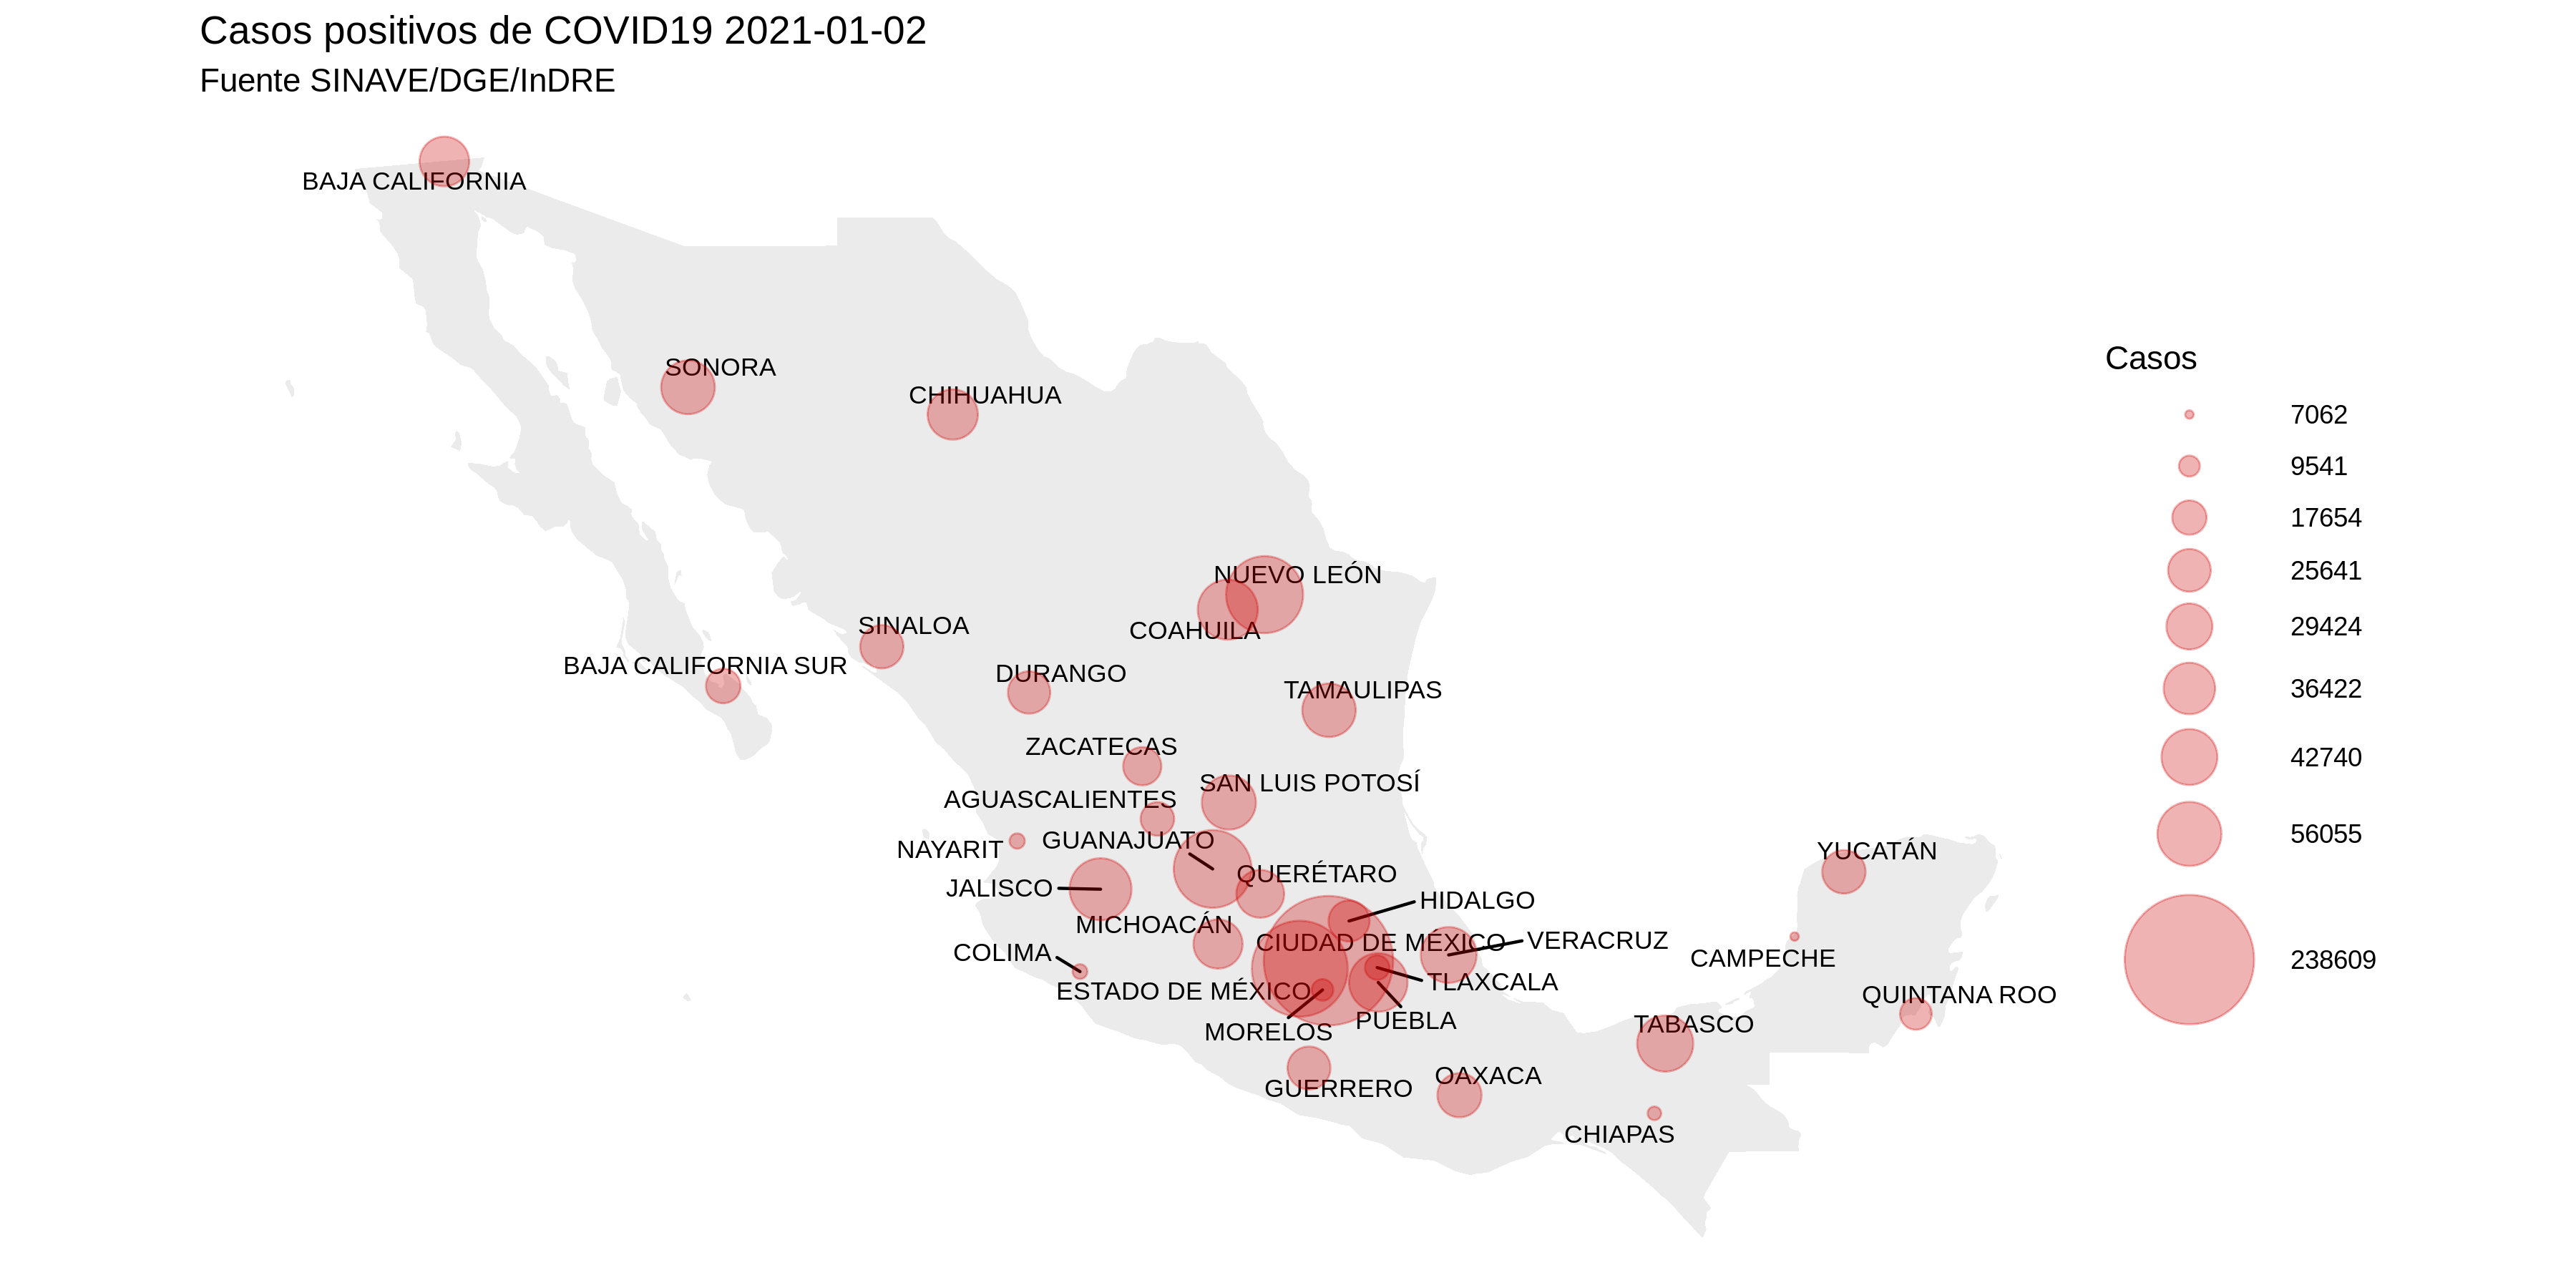 Casos positivos de COVID19 2021-01-02
Fuente SINAVE/DGE/InDRE
BAJA CALIFORNIA
SONORA
CHIHUAHUA
NUEVO LEÓN
COAHUILA
SINALOA
BAJA CALIFORNIA SUR
DURANGO
TAMAULIPAS
ZACATECAS
SAN LUIS POTOSÍ
AGUASCALIENTES
GUANAJUATO
NAYARIT
QUERÉTARO
JALISCO
HIDALGO
MICHOACÁN
CIUDAD DE MÉXICO
VERACRUZ
COLIMA
TLAXCALA
ESTADO DE MÉXICO
PUEBLA
MORELOS
GUERRERO
OAXACA
YUCATÁN
CAMPECHE
QUINTANA ROO
TABASCO
CHIAPAS
Casos
7062
9541
17654
25641
29424
36422
42740
56055
238609